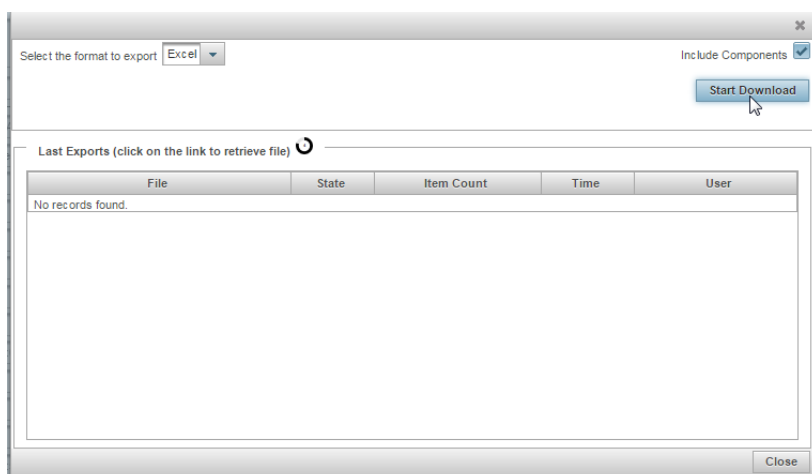 Select the format to export Excel Include Components
Start Download
Last Exports (click on the link to retrieve file)
File State Item Count Time User
No records found.
Close